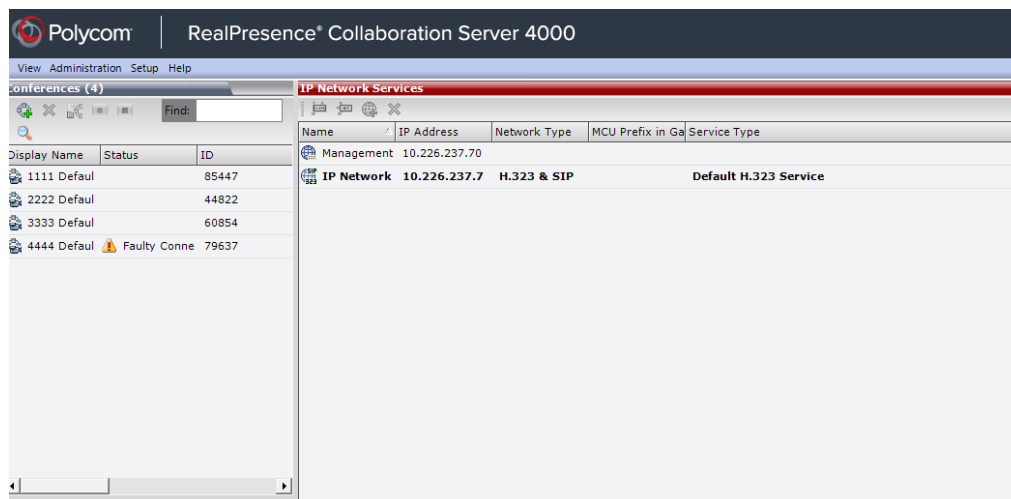 Polycom RealPresence® Collaboration Server 4000
View Administration Setup Help
Conferences (4)
Find:
Display Name Status ID
1111 Defaul 85447
2222 Defaul 44822
3333 Defaul 60854
4444 Defaul Faulty Conne 79637
IP Network Services
Name IP Address Network Type MCU Prefix in Ga Service Type
Management 10.226.237.70
IP Network 10.226.237.7 H.323 & SIP Default H.323 Service